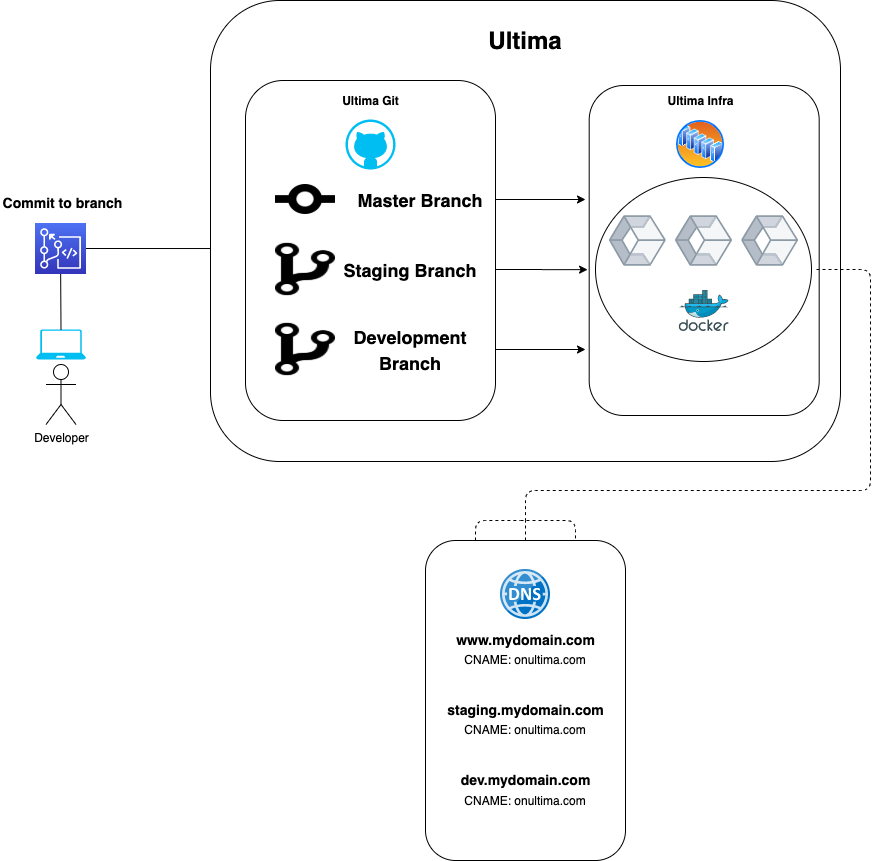 Ultima
Ultima Git
Ultima Infra
Commit to branch
Master Branch
Staging Branch
Development
Branch
docker
Developer
DNS
www.mydomain.com
CNAME: onultima.com
staging.mydomain.com
CNAME: onultima.com
dev.mydomain.com
CNAME: onultima.com